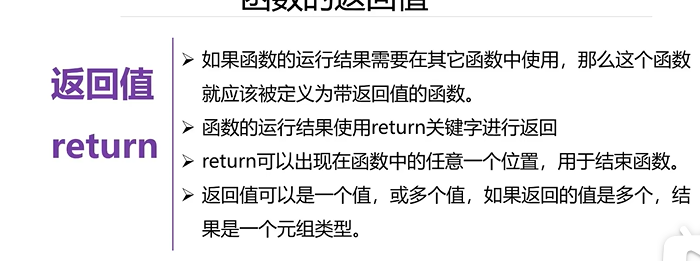 函数的返回值
返回值
return
➢ 如果函数的运行结果需要在其它函数中使用，那么这个函数
就应该被定义为带返回值的函数。
➢ 函数的运行结果使用return关键字进行返回
➢ return可以出现在函数中的任意一个位置，用于结束函数。
➢ 返回值可以是一个值，或多个值，如果返回的值是多个，结
果是一个元组类型。